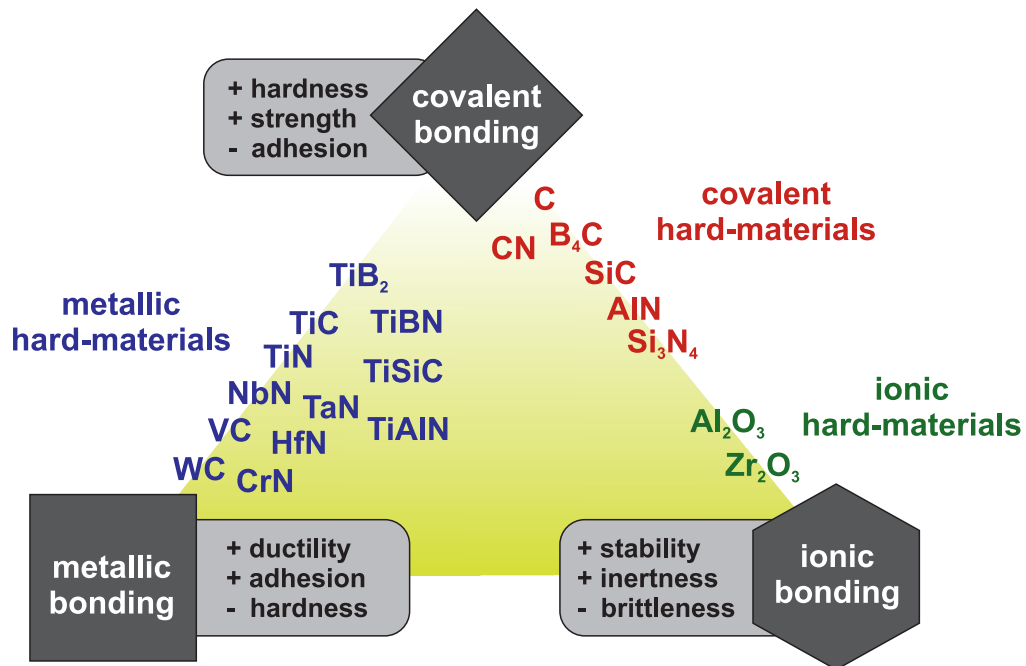 + hardness
+ strength
- adhesion
covalent
bonding
C
CN
B₄C
SiC
AlN
Si₃N₄
covalent
hard-materials
metallic
hard-materials
TiB₂
TiC
TiBN
TiN
TiSiC
NbN
TaN
TiAlN
VC
HfN
WC
CrN
ionic
hard-materials
Al₂O₃
Zr₂O₃
metallic
bonding
+ ductility
+ adhesion
- hardness
+ stability
+ inertness
- brittleness
ionic
bonding